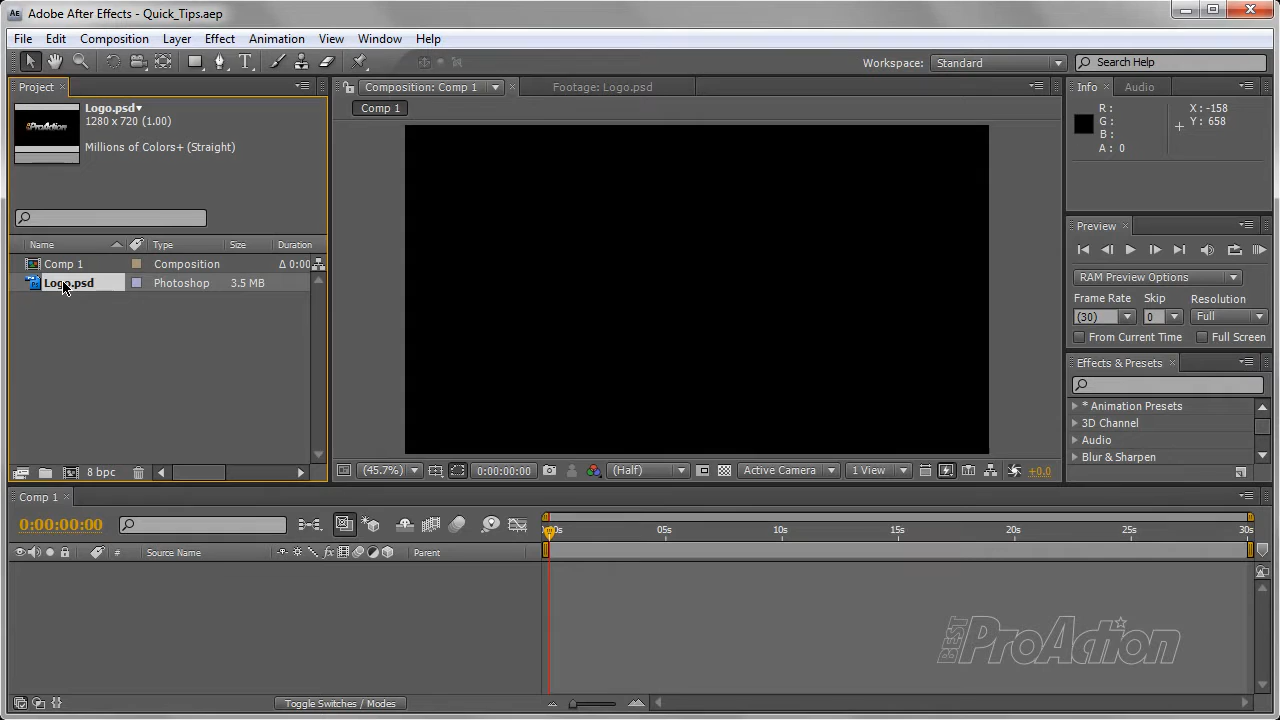 Adobe After Effects - Quick_Tips.aep
File Edit Composition Layer Effect Animation View Window Help
Workspace: Standard Search Help
Project
Logo.psd
1280 x 720 (1.00)
Millions of Colors+ (Straight)
Name Type Size Duration
Comp 1 Composition Δ 0:00
Logo.psd Photoshop 3.5 MB
8 bpc
Composition: Comp 1 Footage: Logo.psd
Comp 1
(45.7%) 0:00:00:00 (Half) Active Camera 1 View +0.0
Info Audio
R: X: -158
G: Y: 658
B:
A: 0
Preview
RAM Preview Options
Frame Rate Skip Resolution
(30) 0 Full
From Current Time Full Screen
Effects & Presets
* Animation Presets
3D Channel
Audio
Blur & Sharpen
Comp 1
0:00:00:00
05s 10s 15s 20s 25s 30s
# Source Name fx Parent
BEST ProAction
Toggle Switches / Modes